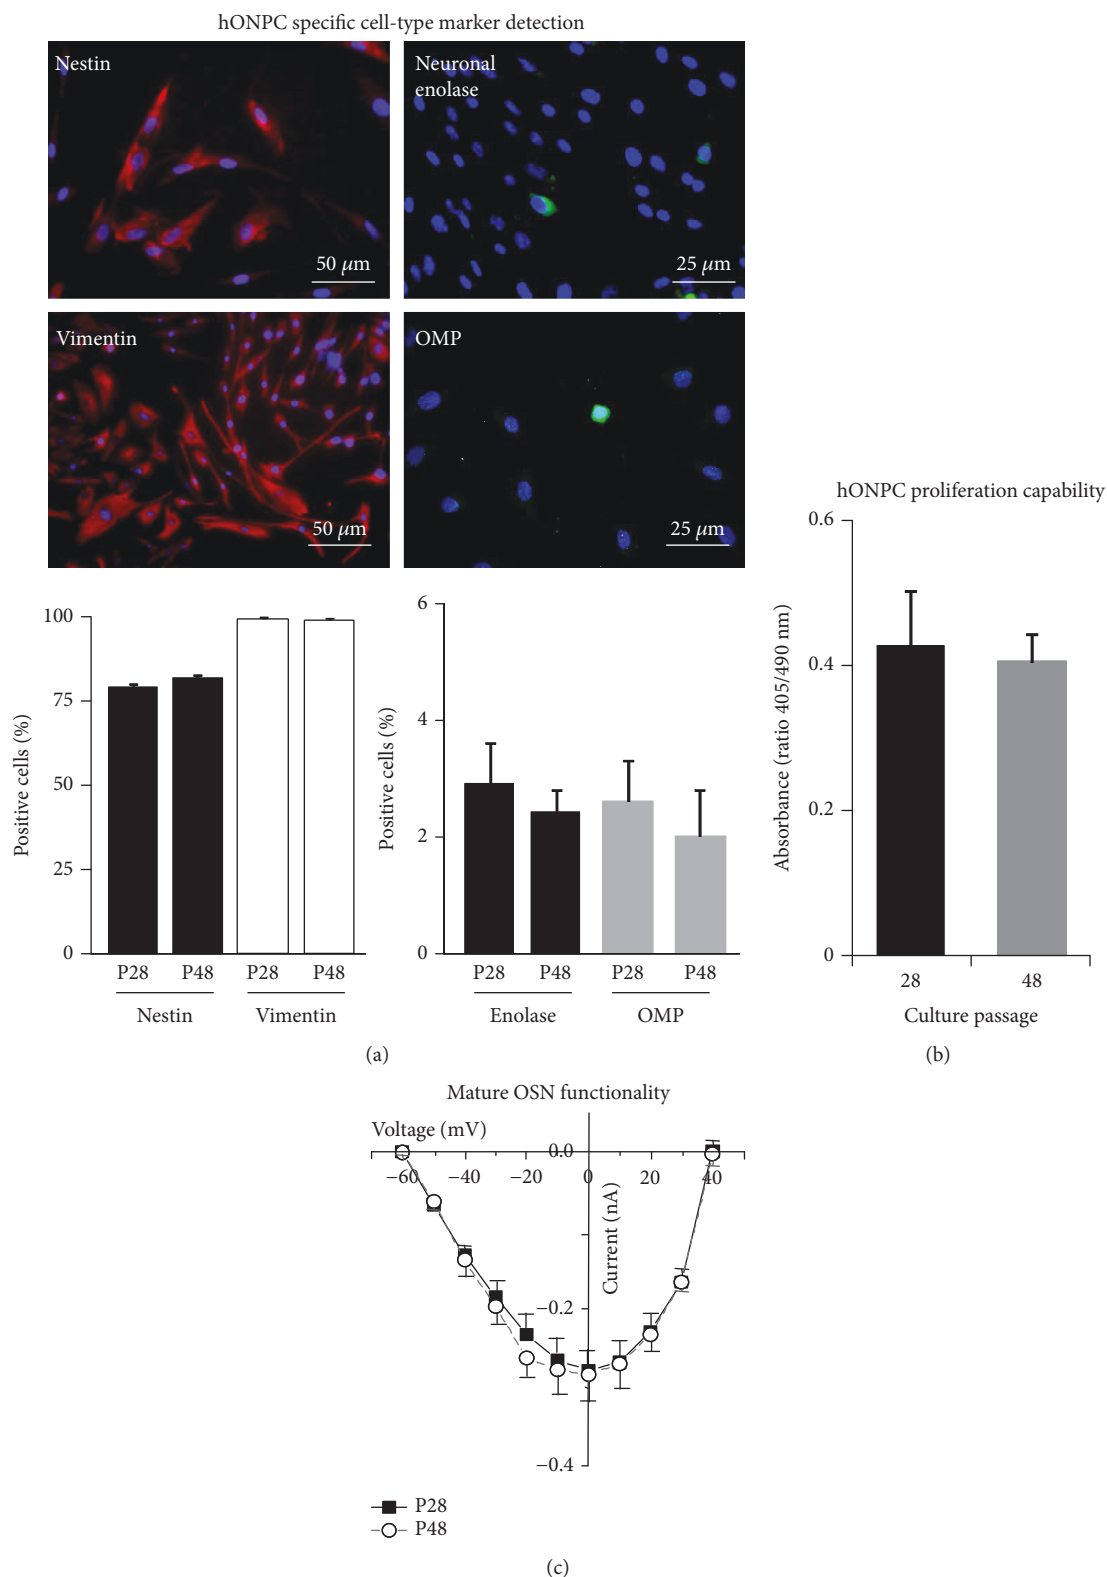 hONPC specific cell-type marker detection
Nestin
50 μm
Neuronal
enolase
25 μm
Vimentin
50 μm
OMP
25 μm
Positive cells (%)
100
75
50
25
0
P28 P48 P28 P48
Nestin Vimentin
Positive cells (%)
6
4
2
0
P28 P48 P28 P48
Enolase OMP
(a)
hONPC proliferation capability
Absorbance (ratio 405/490 nm)
0.6
0.4
0.2
0
28 48
Culture passage
(b)
Mature OSN functionality
Voltage (mV)
0.0
−60 −40 −20 0 20 40
Current (nA)
−0.2
−0.4
P28
P48
(c)